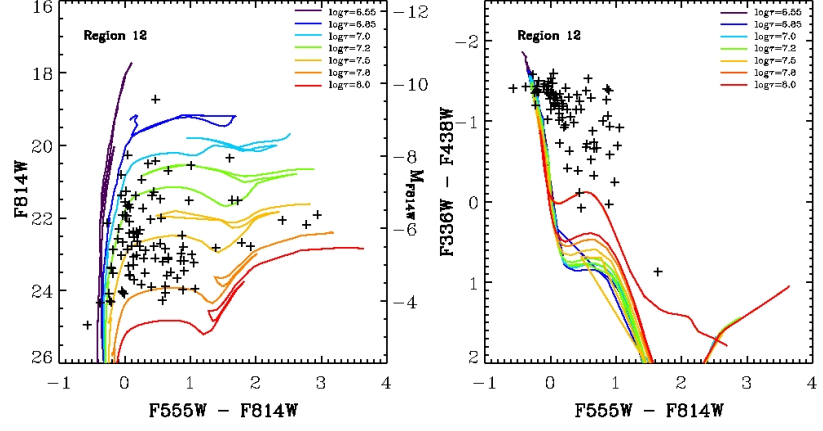 Region 12
logτ=6.55
logτ=6.85
logτ=7.0
logτ=7.2
logτ=7.5
logτ=7.8
logτ=8.0
16
18
20
22
24
26
F814W
-10
-8
-6
-4
M_F814W
-1 0 1 2 3 4
F555W - F814W
Region 12
logτ=6.55
logτ=6.85
logτ=7.0
logτ=7.2
logτ=7.5
logτ=7.8
logτ=8.0
-2
-1
0
1
2
F336W - F438W
-1 0 1 2 3 4
F555W - F814W